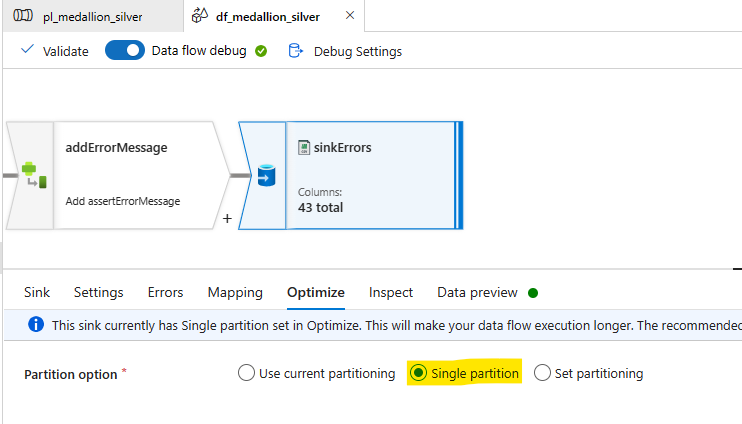 pl_medallion_silver
df_medallion_silver
Validate
Data flow debug
Debug Settings
addErrorMessage
Add assertErrorMessage
+
sinkErrors
Columns:
43 total
Sink Settings Errors Mapping Optimize Inspect Data preview
This sink currently has Single partition set in Optimize. This will make your data flow execution longer. The recommended
Partition option * Use current partitioning Single partition Set partitioning